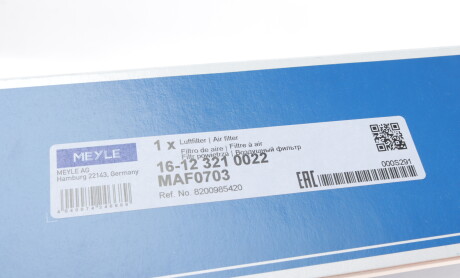 MEYLE
MEYLE AG
Hamburg 22143, Germany
1 x Luftfilter | Air filter
Filtro de aire | Filtre à air
Filtr powietrza | Воздушный фильтр
16-12 321 0022
MAF0703
Ref. No. 8200985420
EAC
0005291